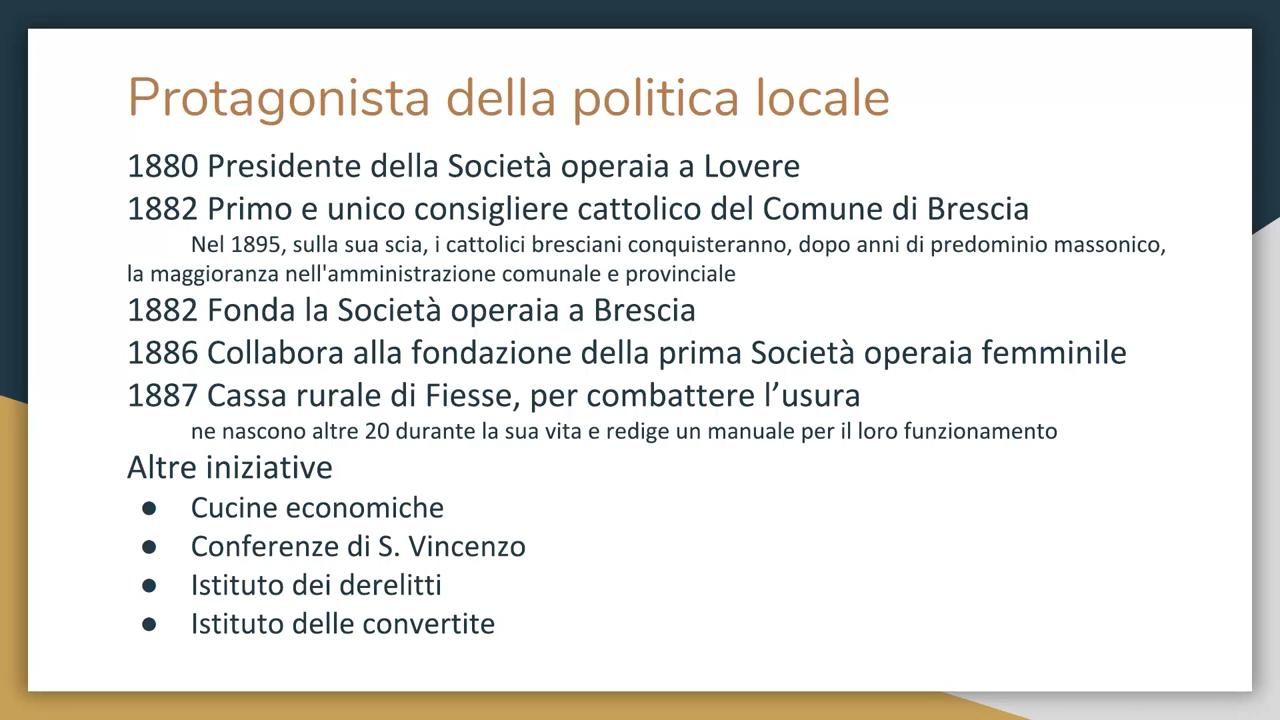 Protagonista della politica locale
1880 Presidente della Società operaia a Lovere
1882 Primo e unico consigliere cattolico del Comune di Brescia
Nel 1895, sulla sua scia, i cattolici bresciani conquisteranno, dopo anni di predominio massonico,
la maggioranza nell'amministrazione comunale e provinciale
1882 Fonda la Società operaia a Brescia
1886 Collabora alla fondazione della prima Società operaia femminile
1887 Cassa rurale di Fiesse, per combattere l’usura
ne nascono altre 20 durante la sua vita e redige un manuale per il loro funzionamento
Altre iniziative
● Cucine economiche
● Conferenze di S. Vincenzo
● Istituto dei derelitti
● Istituto delle convertite